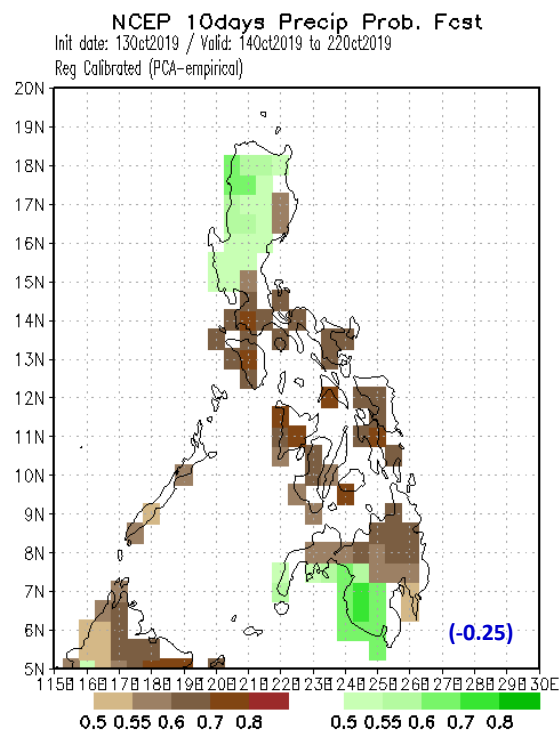 NCEP 10days Precip Prob. Fcst
Init date: 13Oct2019 / Valid: 14Oct2019 to 22Oct2019
Reg Calibrated (PCA-empirical)
20N
19N
18N
17N
16N
15N
14N
13N
12N
11N
10N
9N
8N
7N
6N
(-0.25)
5N
115E 116E 117E 118E 119E 120E 121E 122E 123E 124E 125E 126E 127E 128E 129E 130E
0.5 0.55 0.6 0.7 0.8 0.5 0.55 0.6 0.7 0.8